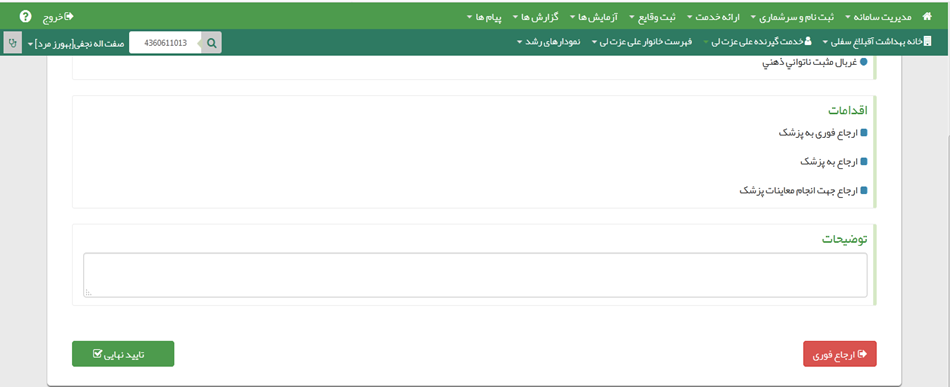 مدیریت سامانه ثبت نام و سرشماری ارائه خدمت ثبت وقایع آزمایش ها گزارش ها پیام ها خروج ?
خانه بهداشت آقبلاغ سفلی خدمت گیرنده علی عزت لی فهرست خانوار علی عزت لی نمودارهای رشد 4360611013 صفت اله نجفی[بهورز مرد]
غربال مثبت ناتواني ذهني
اقدامات
ارجاع فوری به پزشک
ارجاع به پزشک
ارجاع جهت انجام معاینات پزشک
توضیحات
ارجاع فوری
تایید نهایی